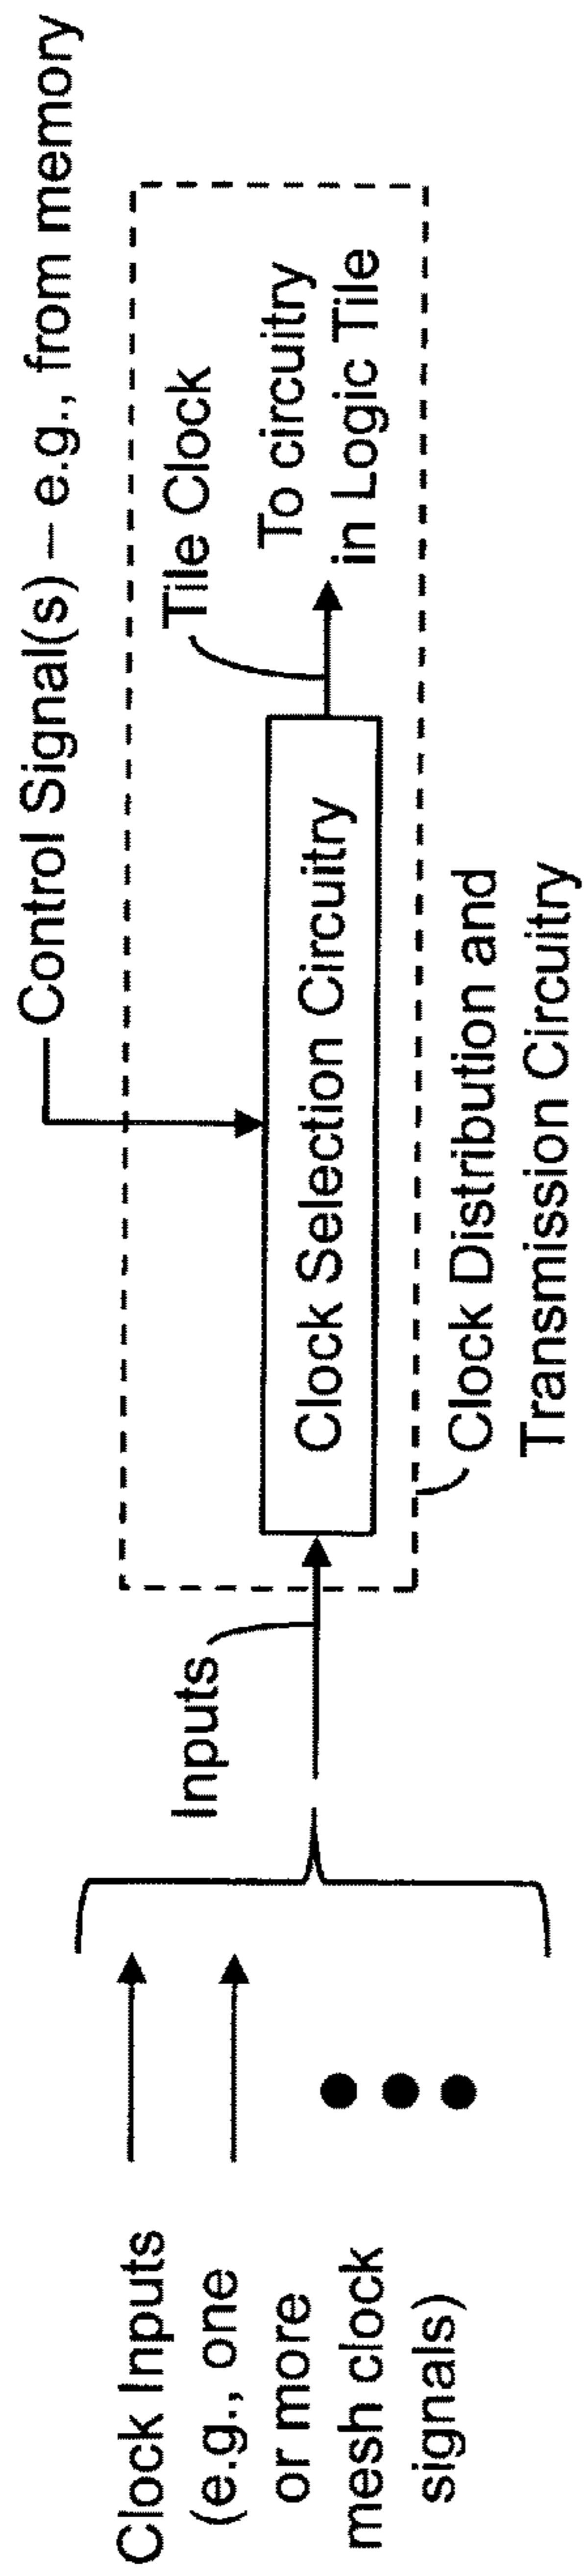 Control Signal(s) – e.g., from memory
Clock Inputs
(e.g., one
or more
mesh clock
signals)
Inputs
Clock Selection Circuitry
Tile Clock
To circuitry
in Logic Tile
Clock Distribution and
Transmission Circuitry